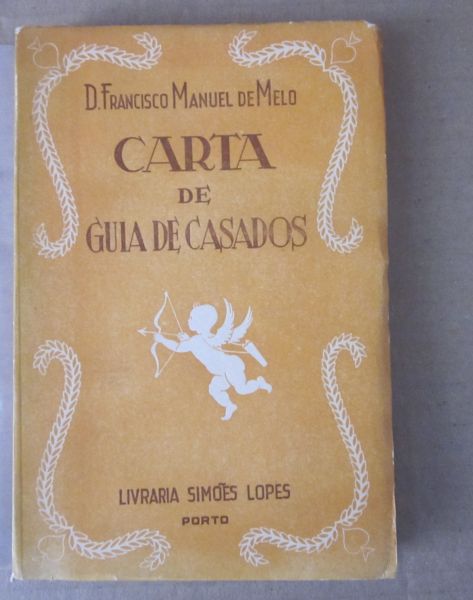 D. FRANCISCO MANUEL DE MELO
CARTA
DE
GUIA DE CASADOS
LIVRARIA SIMÕES LOPES
PORTO